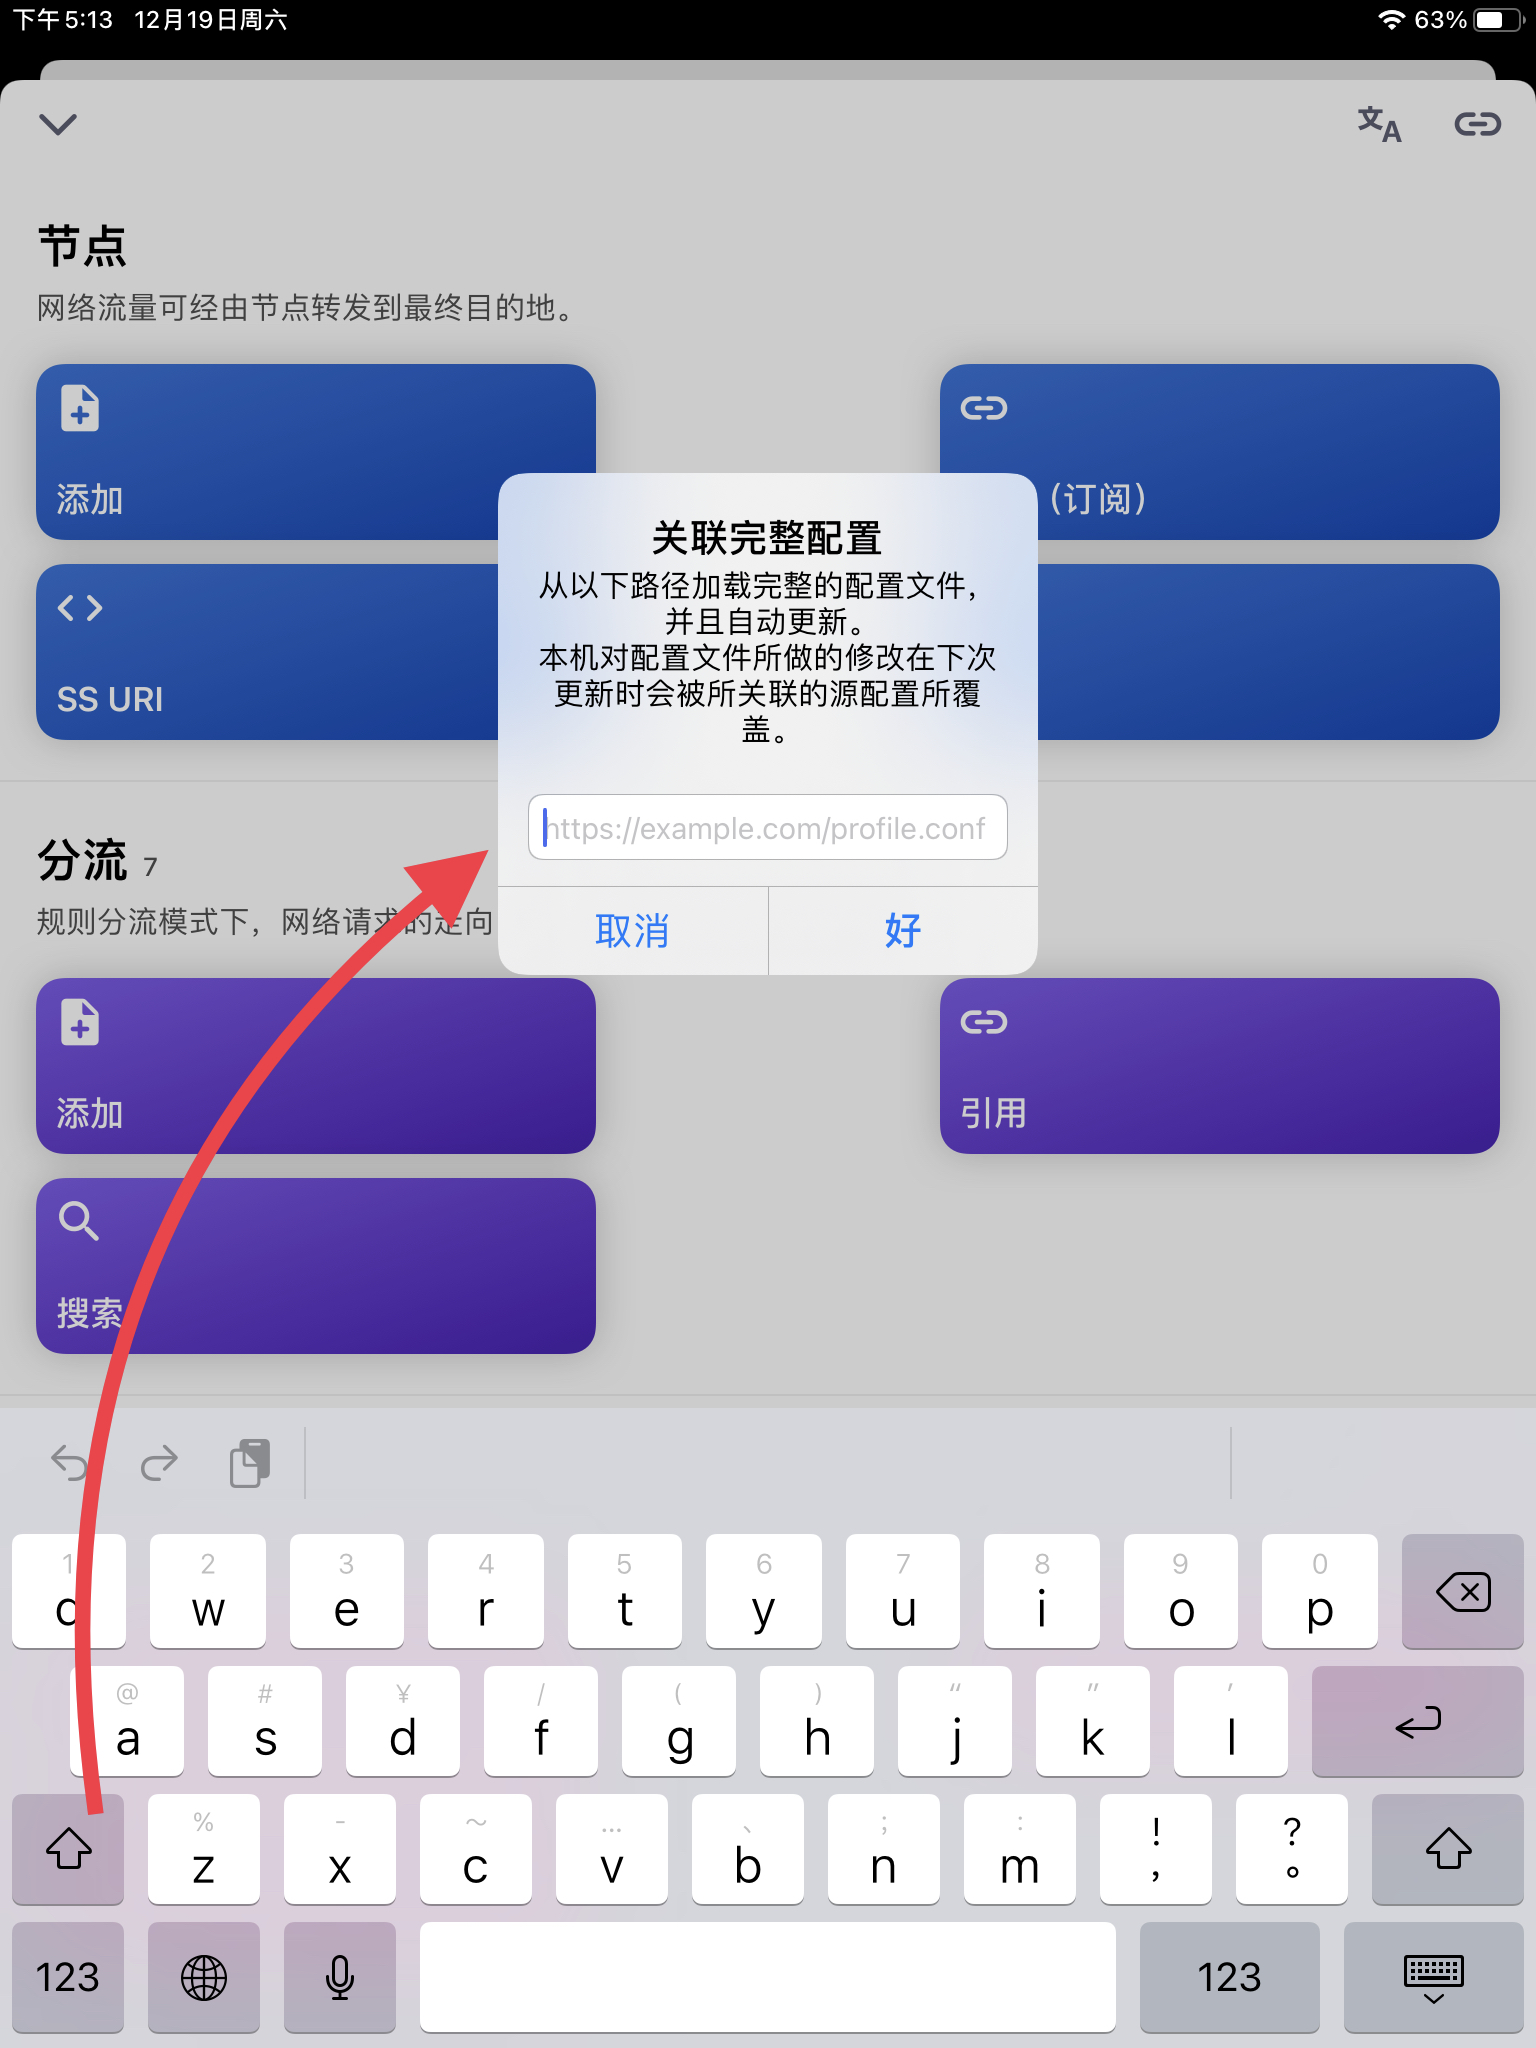 下午5:13 12月19日周六 63%
文A
节点
网络流量可经由节点转发到最终目的地。
添加
(订阅)
SS URI
关联完整配置
从以下路径加载完整的配置文件，
并且自动更新。
本机对配置文件所做的修改在下次
更新时会被所关联的源配置所覆
盖。
https://example.com/profile.conf
取消 好
分流 7
规则分流模式下，网络请求的走向
添加
引用
搜索
1 2 3 4 5 6 7 8 9 0
q w e r t y u i o p
@ # ¥ / ( ) “ ” ’
a s d f g h j k l
% - ～ … 、 ; : ! ?
z x c v b n m , 。
123 123